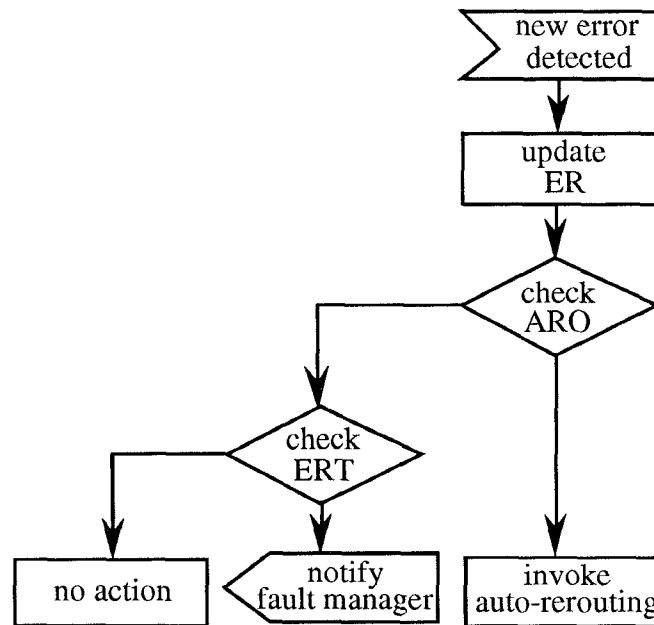 new error
detected
update
ER
check
ARO
check
ERT
no action
notify
fault manager
invoke
auto-rerouting